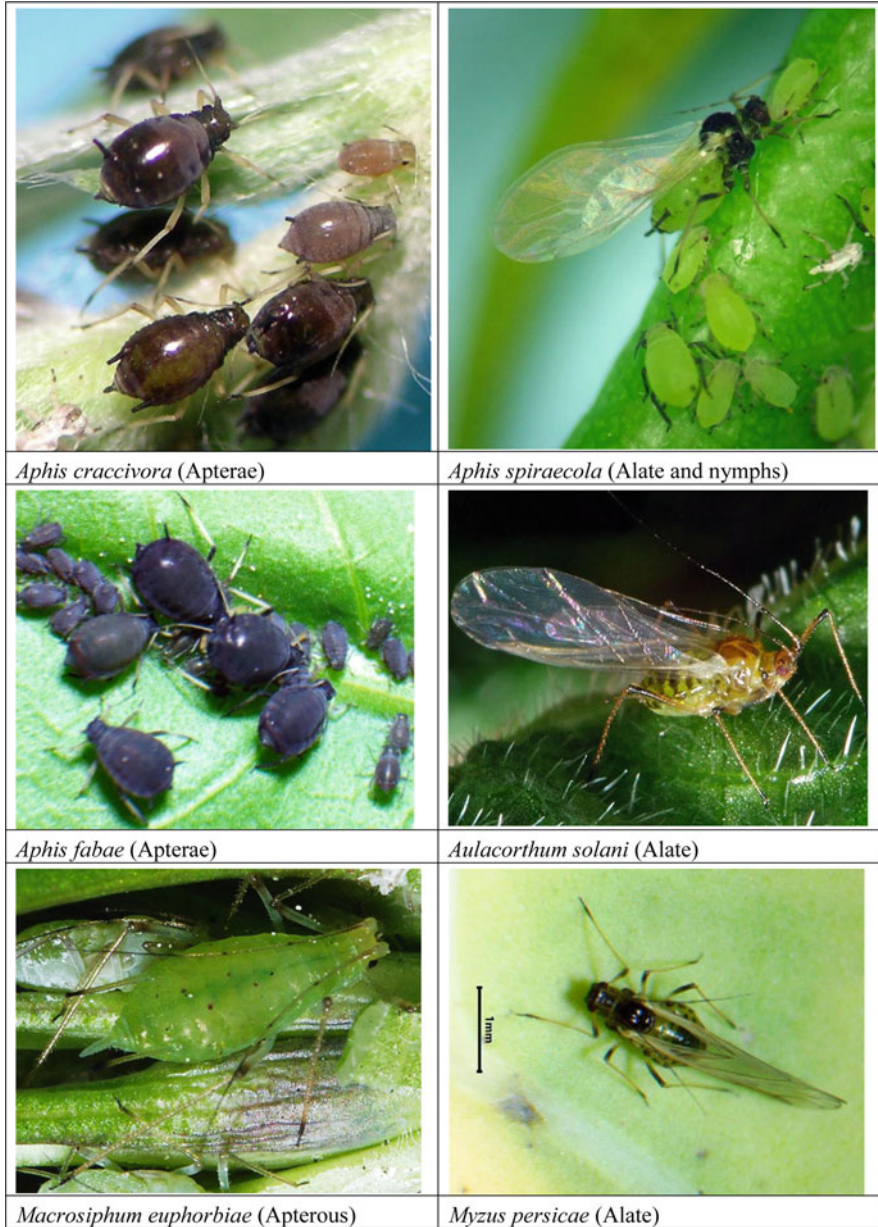 Aphis craccivora (Apterae)
Aphis spiraecola (Alate and nymphs)
Aphis fabae (Apterae)
Aulacorthum solani (Alate)
1mm
Macrosiphum euphorbiae (Apterous)
Myzus persicae (Alate)